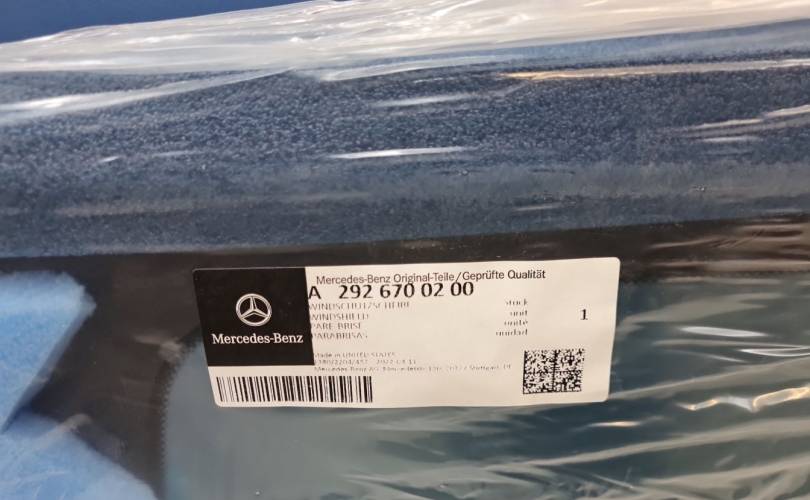 Mercedes-Benz Original-Teile/Geprüfte Qualität
A 292 670 02 00
WINDSCHUTZSCHEIBE
WINDSHIELD
PARE-BRISE
PARABRISAS
Stück
unit
unité
unidad
1
Mercedes-Benz
Made in UNITED STATES